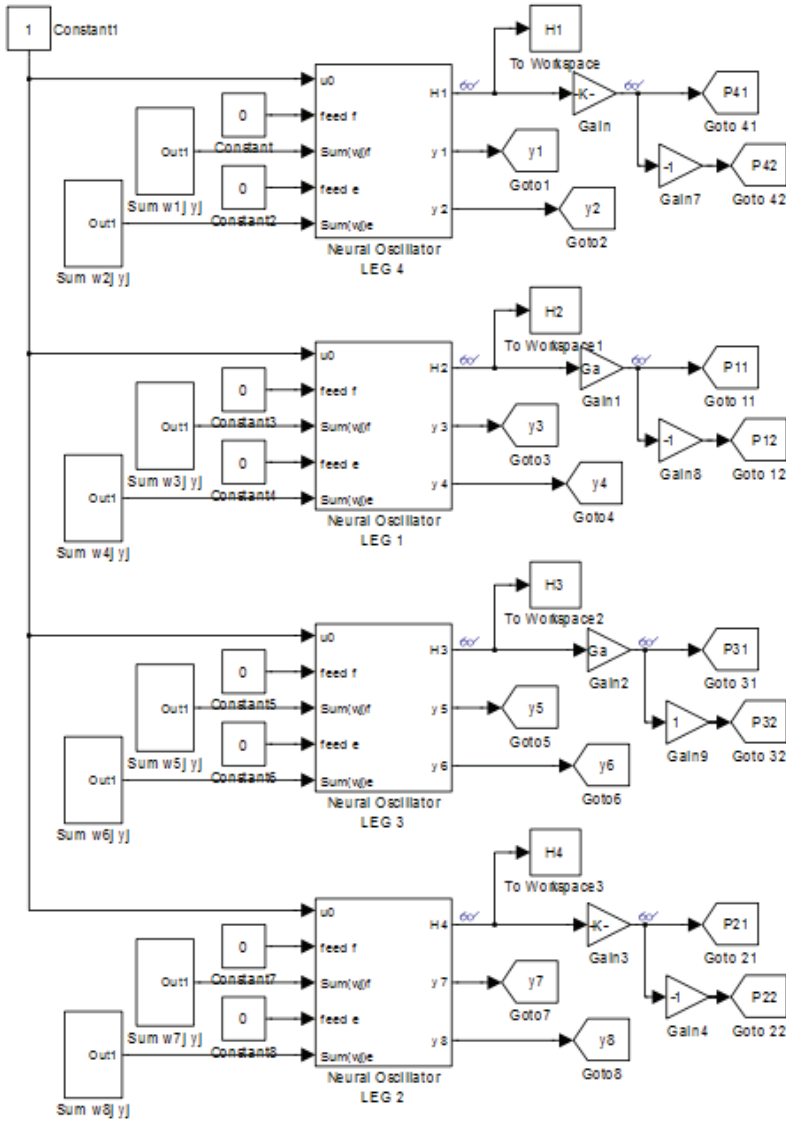 1
Constant1
H1
To Workspace
u0
feed f
Sum(wj)f
feed e
Sum(wj)e
H1
y 1
y 2
0
Constant
Out1
Sum w1j yj
0
Constant2
Out1
Sum w2j yj
Neural Oscillator
LEG 4
-K-
Gain
P41
Goto 41
-1
Gain7
P42
Goto 42
y1
Goto1
y2
Goto2
H2
To Workspace1
u0
feed f
Sum(wj)f
feed e
Sum(wj)e
H2
y 3
y 4
0
Constant3
Out1
Sum w3j yj
0
Constant4
Out1
Sum w4j yj
Neural Oscillator
LEG 1
Ga
Gain1
P11
Goto 11
-1
Gain8
P12
Goto 12
y3
Goto3
y4
Goto4
H3
To Workspace2
u0
feed f
Sum(wj)f
feed e
Sum(wj)e
H3
y 5
y 6
0
Constant5
Out1
Sum w5j yj
0
Constant6
Out1
Sum w6j yj
Neural Oscillator
LEG 3
Ga
Gain2
P31
Goto 31
1
Gain9
P32
Goto 32
y5
Goto5
y6
Goto6
H4
To Workspace3
u0
feed f
Sum(wj)f
feed e
Sum(wj)e
H4
y 7
y 8
0
Constant7
Out1
Sum w7j yj
0
Constant8
Out1
Sum w8j yj
Neural Oscillator
LEG 2
-K-
Gain3
P21
Goto 21
-1
Gain4
P22
Goto 22
y7
Goto7
y8
Goto8